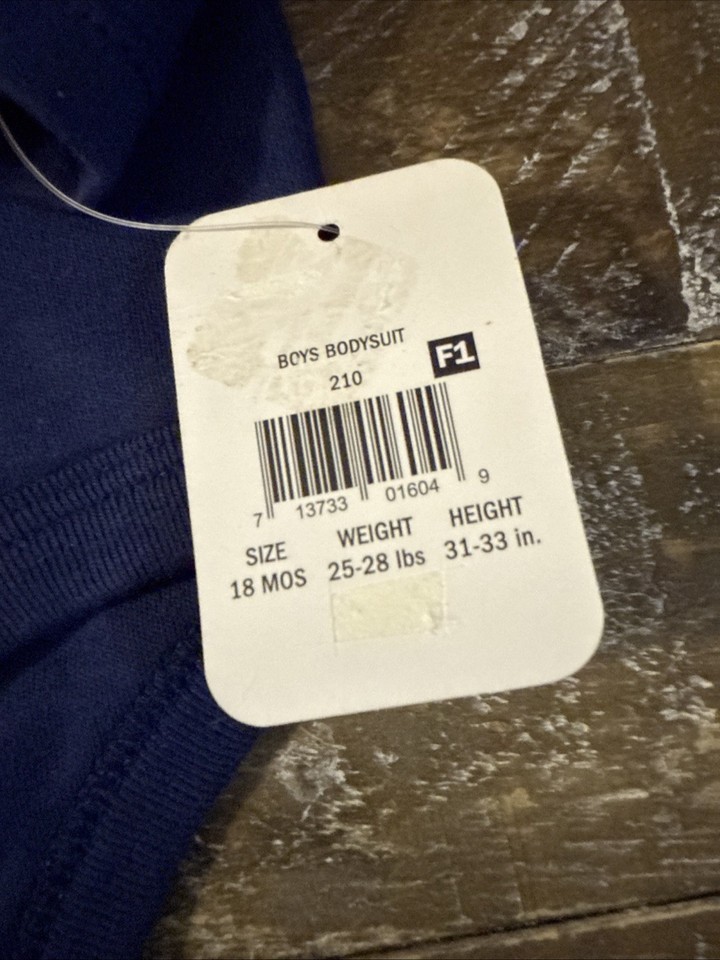 BOYS BODYSUIT
F1
210
7 13733 01604 9
SIZE WEIGHT HEIGHT
18 MOS 25-28 lbs 31-33 in.